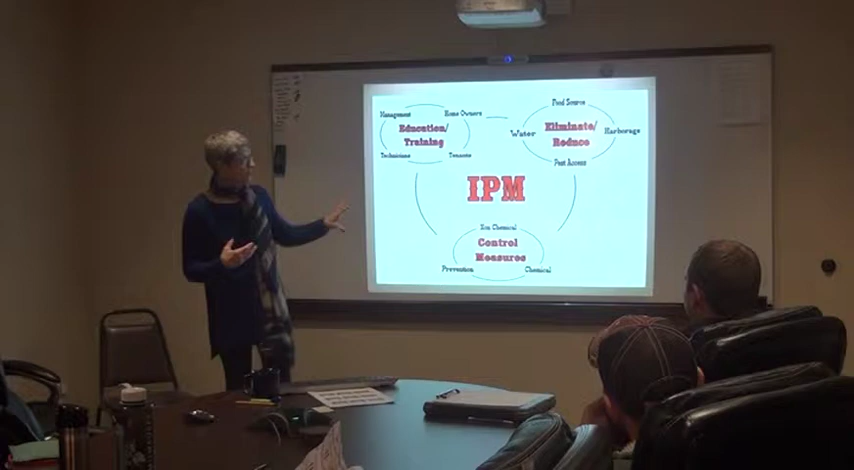 Management
Home Owners
Education/
Training
Technicians
Tenants
Food Source
Water
Eliminate/
Reduce
Harborage
Pest Access
IPM
Non Chemical
Control
Measures
Prevention
Chemical